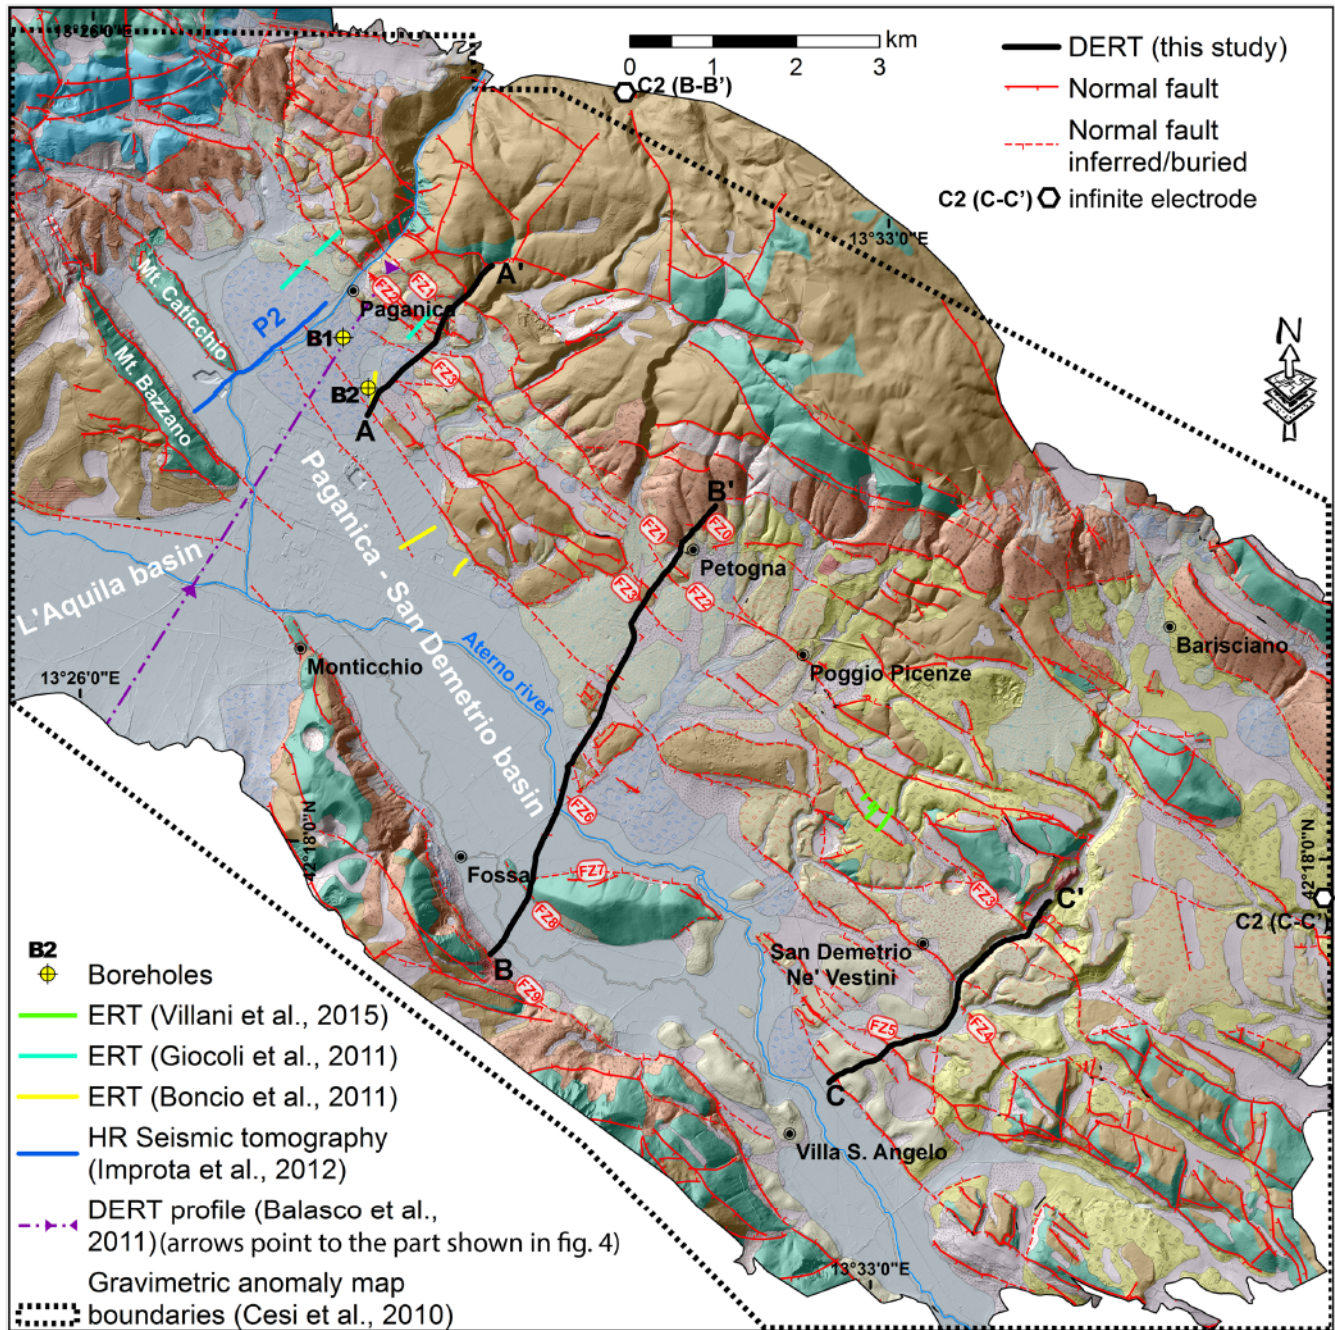 13°26'0"E
km
0 1 2 3
C2 (B-B')
DERT (this study)
Normal fault
Normal fault
inferred/buried
C2 (C-C') infinite electrode
13°33'0"E
N
Mt. Caticchio
Mt. Bazzano
P2
Paganica
FZ2
FZ1
A'
B1
B2
A
FZ3
Paganica - San Demetrio basin
L'Aquila basin
B'
FZ1
FZ0
Petogna
FZ3
FZ2
Aterno river
Monticchio
13°26'0"E
Poggio Picenze
Barisciano
42°18'0"N
FZ6
Fossa
FZ7
FZ8
B
FZ9
FZ3
C'
42°18'0"N
C2 (C-C')
San Demetrio
Ne' Vestini
FZ5
FZ4
C
Villa S. Angelo
13°33'0"E
B2
Boreholes
ERT (Villani et al., 2015)
ERT (Giocoli et al., 2011)
ERT (Boncio et al., 2011)
HR Seismic tomography
(Improta et al., 2012)
DERT profile (Balasco et al.,
2011)(arrows point to the part shown in fig. 4)
Gravimetric anomaly map
boundaries (Cesi et al., 2010)